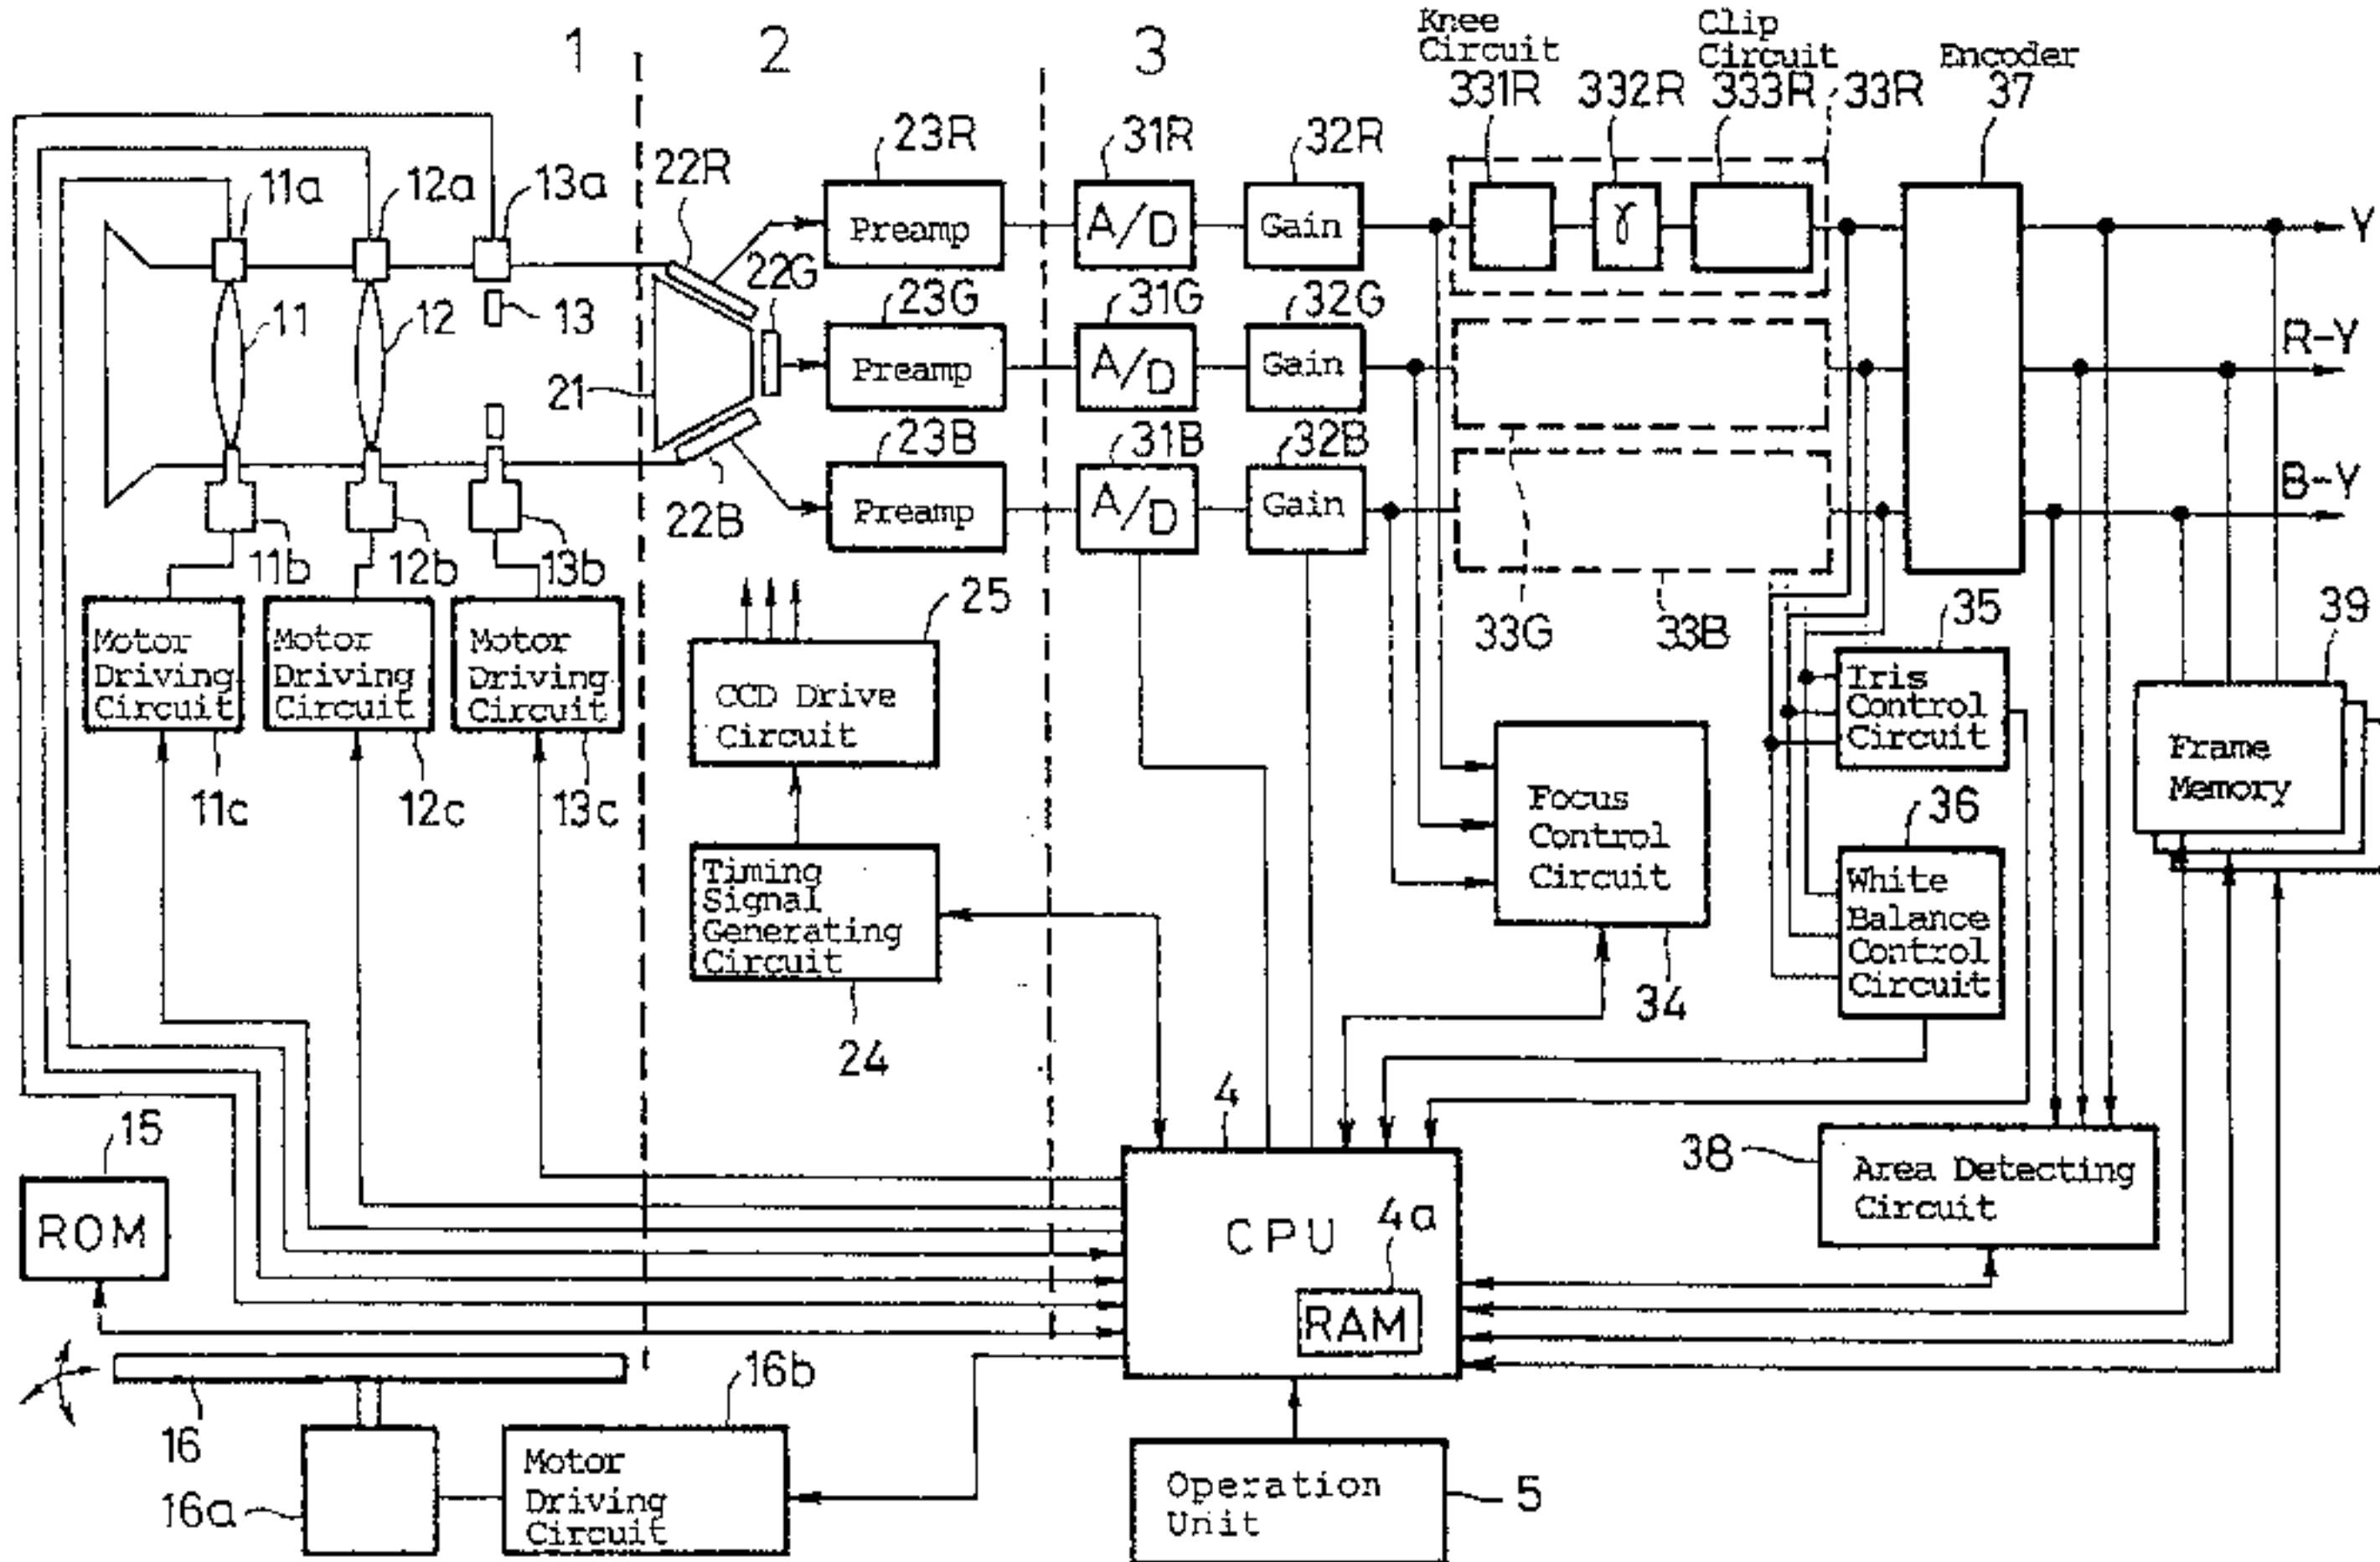 1
2
3
Knee
Circuit
331R
332R
Clip
Circuit
333R
33R
Encoder
37
11a
12a
13a
22R
23R
31R
32R
Preamp
A/D
Gain
γ
Y
11
12
13
21
22G
23G
31G
32G
Preamp
A/D
Gain
R-Y
22B
23B
31B
32B
Preamp
A/D
Gain
B-Y
11b
12b
13b
Motor
Driving
Circuit
11c
Motor
Driving
Circuit
12c
Motor
Driving
Circuit
13c
25
CCD Drive
Circuit
33G
33B
35
Iris
Control
Circuit
39
Frame
Memory
Timing
Signal
Generating
Circuit
24
Focus
Control
Circuit
34
36
White
Balance
Control
Circuit
15
ROM
4
CPU
4a
RAM
38
Area Detecting
Circuit
16
16a
16b
Motor
Driving
Circuit
Operation
Unit
5